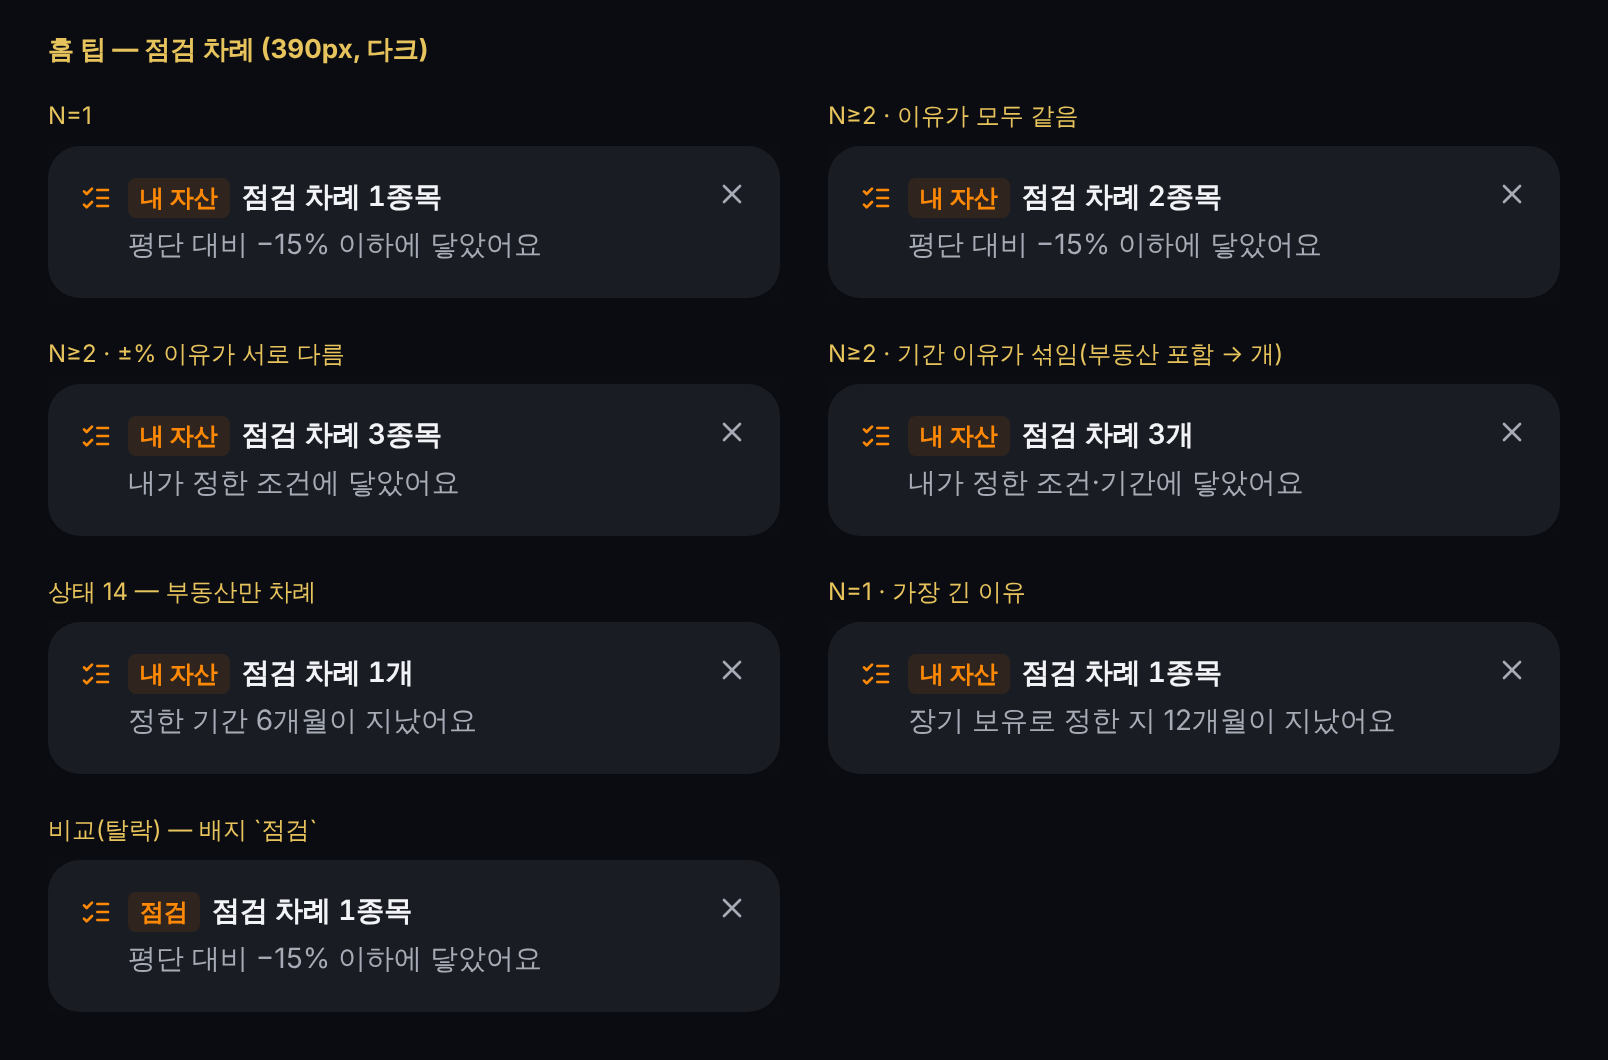 홈 팁 — 점검 차례 (390px, 다크)
N=1
내 자산 점검 차례 1종목
평단 대비 −15% 이하에 닿았어요
N≥2 · 이유가 모두 같음
내 자산 점검 차례 2종목
평단 대비 −15% 이하에 닿았어요
N≥2 · ±% 이유가 서로 다름
내 자산 점검 차례 3종목
내가 정한 조건에 닿았어요
N≥2 · 기간 이유가 섞임(부동산 포함 → 개)
내 자산 점검 차례 3개
내가 정한 조건·기간에 닿았어요
상태 14 — 부동산만 차례
내 자산 점검 차례 1개
정한 기간 6개월이 지났어요
N=1 · 가장 긴 이유
내 자산 점검 차례 1종목
장기 보유로 정한 지 12개월이 지났어요
비교(탈락) — 배지 `점검`
점검 점검 차례 1종목
평단 대비 −15% 이하에 닿았어요